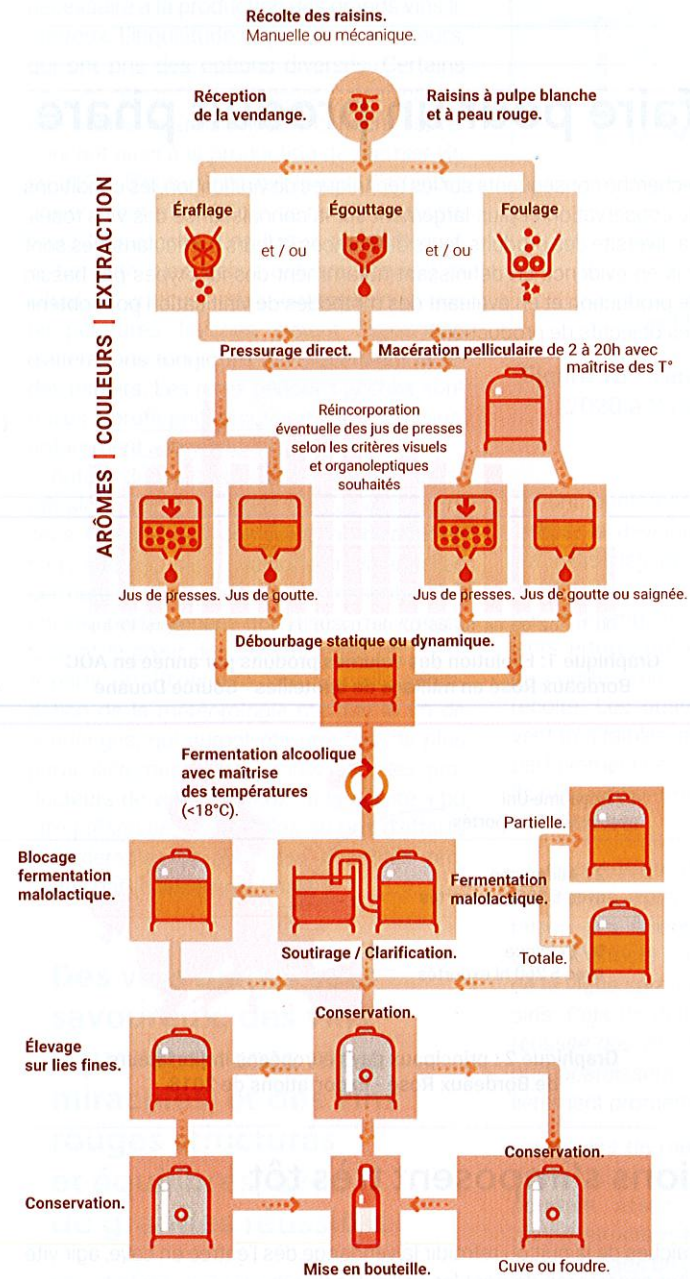 Récolte des raisins.
Manuelle ou mécanique.
Réception
de la vendange.
Raisins à pulpe blanche
et à peau rouge.
ARÔMES | COULEURS | EXTRACTION
Éraflage
et / ou
Égouttage
et / ou
Foulage
Pressurage direct.
Macération pelliculaire de 2 à 20h avec
maîtrise des T°
Réincorporation
éventuelle des jus de presses
selon les critères visuels
et organoleptiques
souhaités
Jus de presses.
Jus de goutte.
Jus de presses.
Jus de goutte ou saignée.
Débourbage statique ou dynamique.
Fermentation alcoolique
avec maîtrise
des températures
(<18°C).
Partielle.
Blocage
fermentation
malolactique.
Fermentation
malolactique.
Soutirage / Clarification.
Totale.
Conservation.
Élevage
sur lies fines.
Conservation.
Conservation.
Mise en bouteille.
Cuve ou foudre.